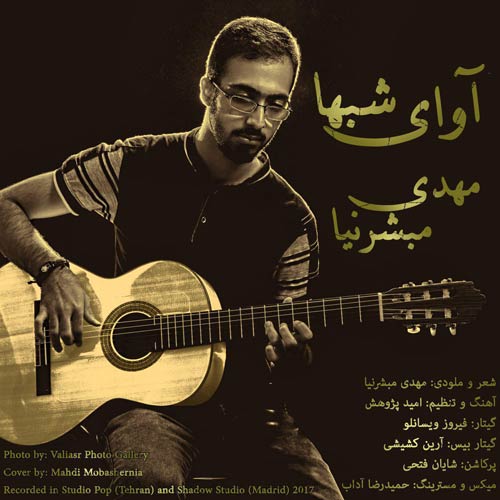 آوای شبها
مهدی
مبشرنیا
شعر و ملودی: مهدی مبشرنیا
آهنگ و تنظیم: امید پژوهش
گیتار: فیروز ویسانلو
گیتار بیس: آرین کشیشی
پرکاشن: شایان فتحی
میکس و مسترینگ: حمیدرضا آداب
Photo by: Valiasr Photo Gallery
Cover by: Mahdi Mobashernia
Recorded in Studio Pop (Tehran) and Shadow Studio (Madrid) 2017